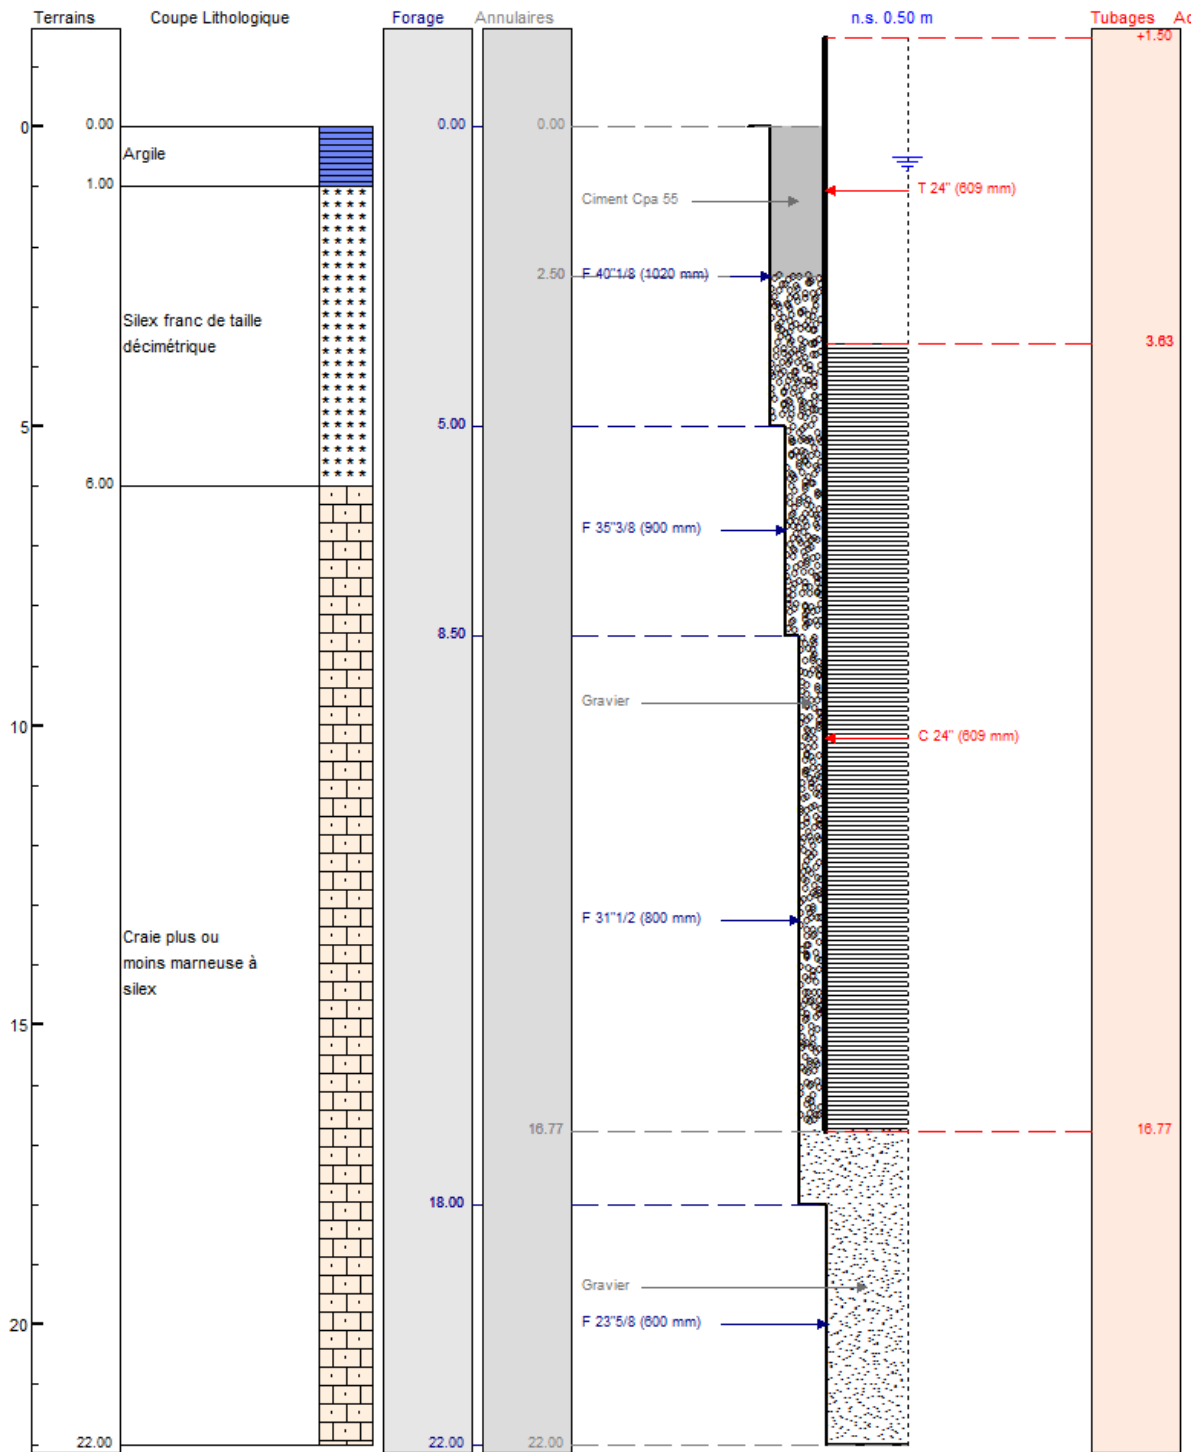 Terrains Coupe Lithologique Forage Annulaires n.s. 0.50 m Tubages
+1.50
0 0.00 0.00 0.00
Argile
1.00
T 24" (609 mm)
Ciment Cpa 55
2.50 F 40"1/8 (1020 mm)
Silex franc de taille
décimétrique
3.63
5 5.00
6.00
F 35"3/8 (900 mm)
8.50
Gravier
10
C 24" (609 mm)
F 31"1/2 (800 mm)
Craie plus ou
moins marneuse à
silex
15
16.77 16.77
18.00
Gravier
20 F 23"5/8 (600 mm)
22.00 22.00 22.00